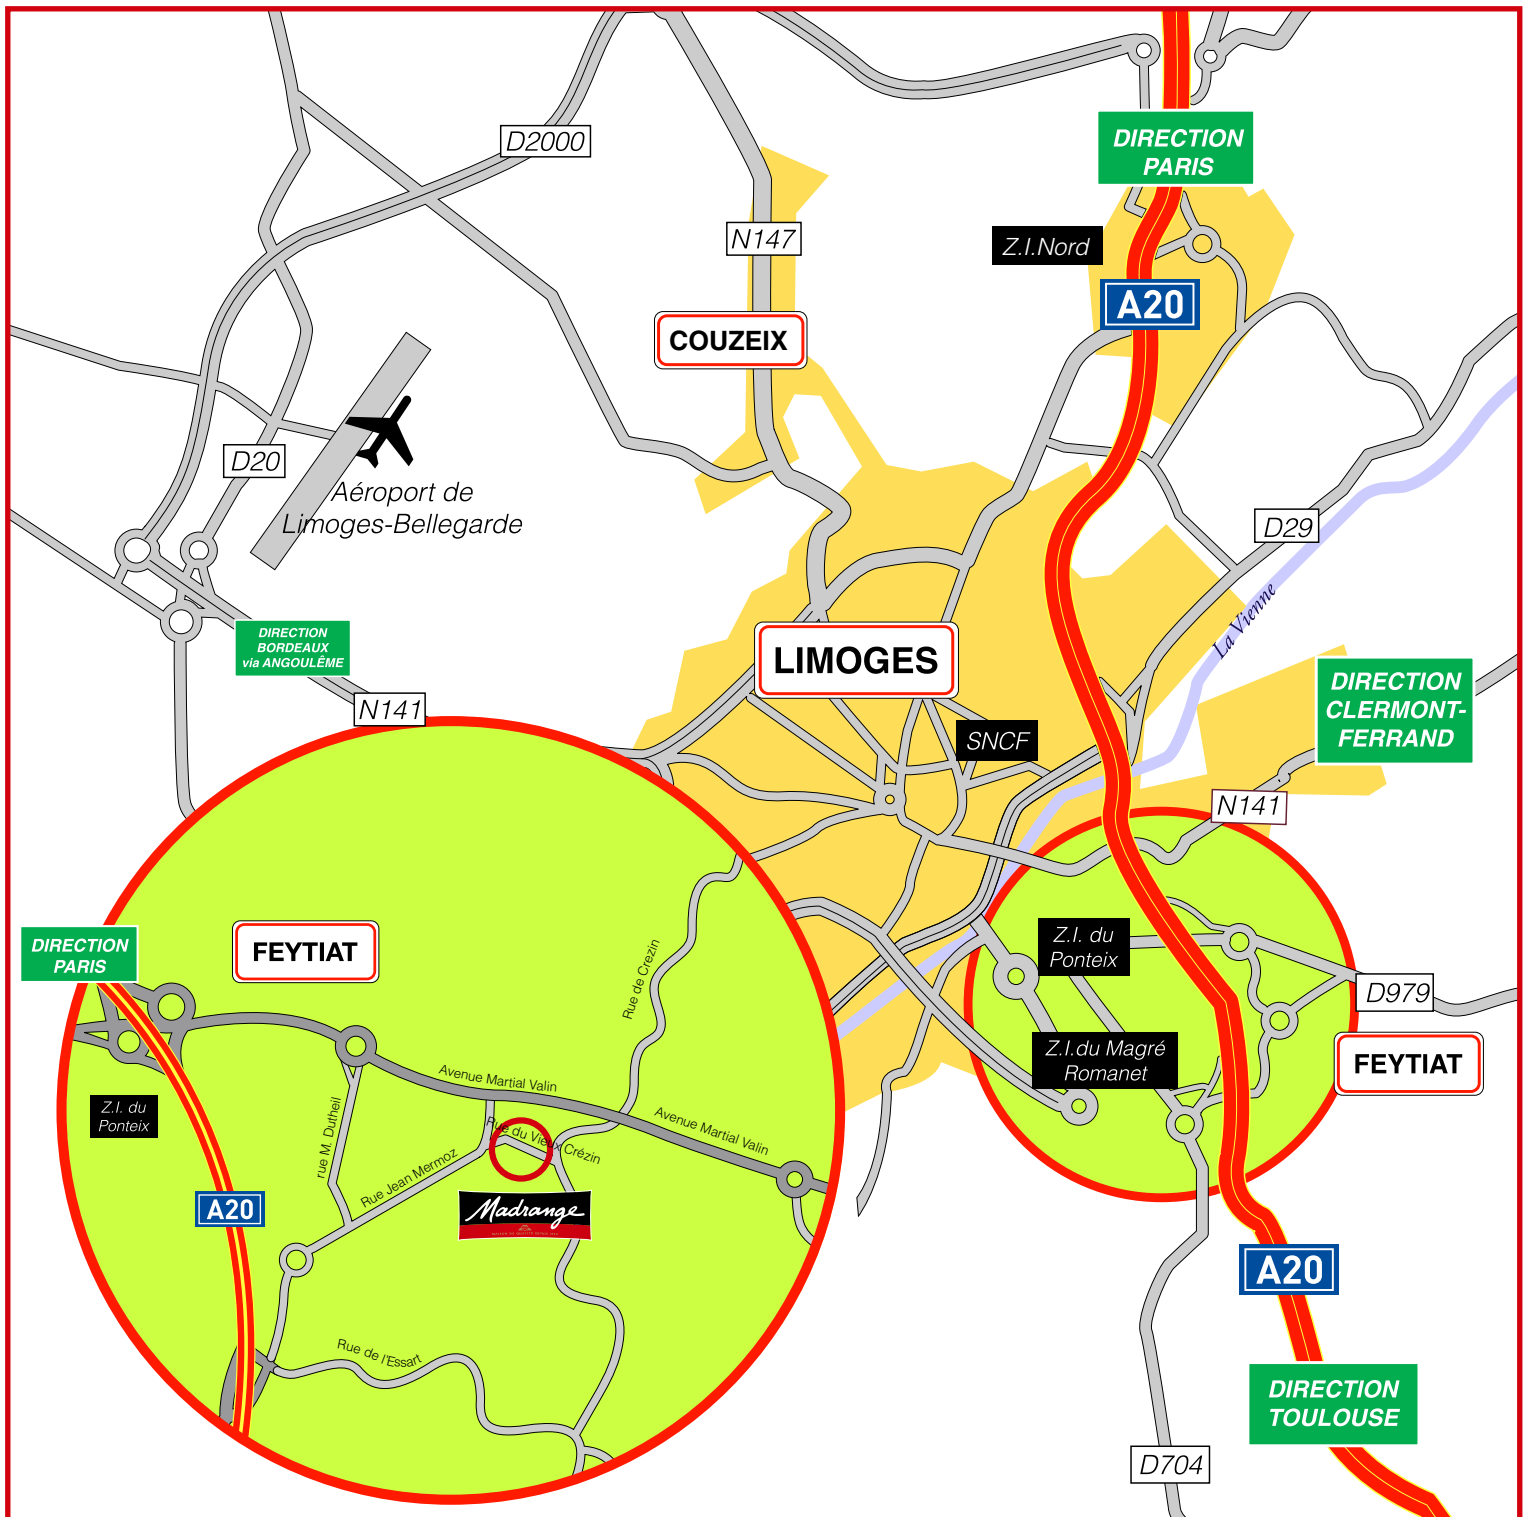 DIRECTION
PARIS
D2000
N147
Z.I.Nord
A20
COUZEIX
D20
Aéroport de
Limoges-Bellegarde
D29
La Vienne
DIRECTION
BORDEAUX
via ANGOULÊME
LIMOGES
N141
SNCF
DIRECTION
CLERMONT-
FERRAND
N141
DIRECTION
PARIS
FEYTIAT
Rue de Crezin
Z.I. du
Ponteix
D979
Z.I.du Magré
Romanet
FEYTIAT
Avenue Martial Valin
Z.I. du
Ponteix
rue M. Dutheil
Rue du Vieux Crézin
Avenue Martial Valin
Rue Jean Mermoz
A20
Madrange
A20
Rue de l'Essart
DIRECTION
TOULOUSE
D704